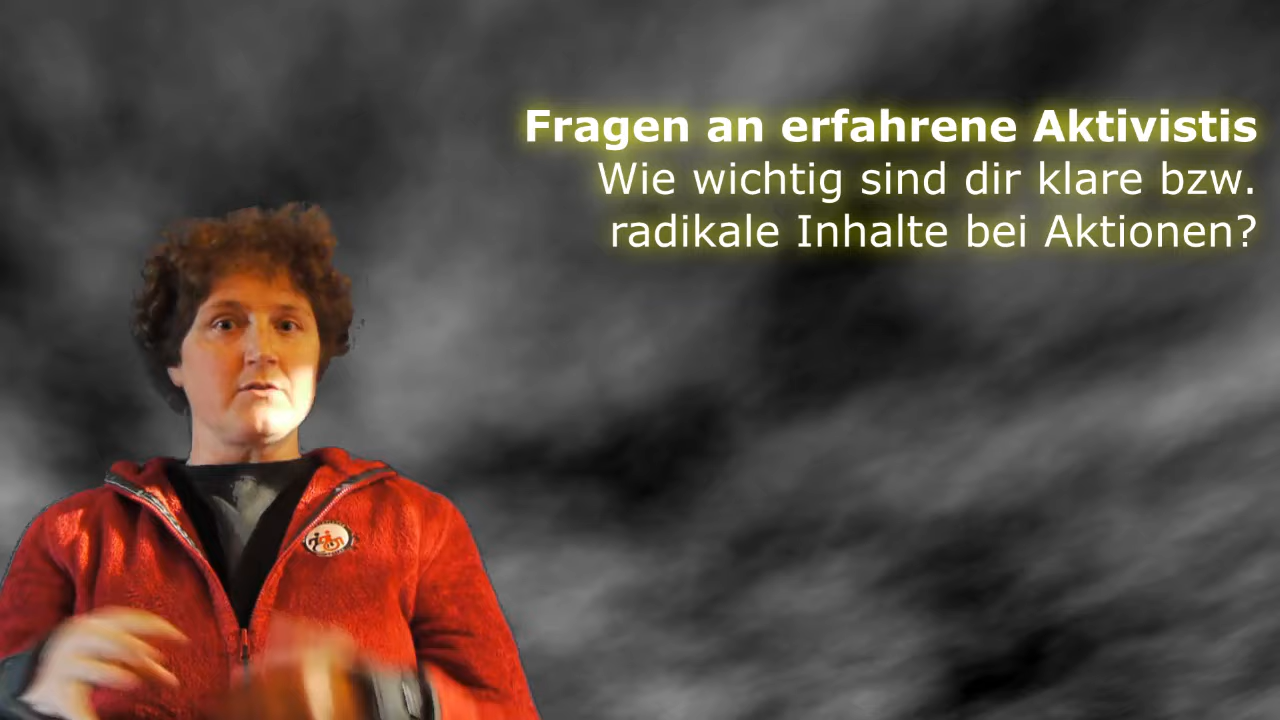 Fragen an erfahrene Aktivistis
Wie wichtig sind dir klare bzw.
radikale Inhalte bei Aktionen?